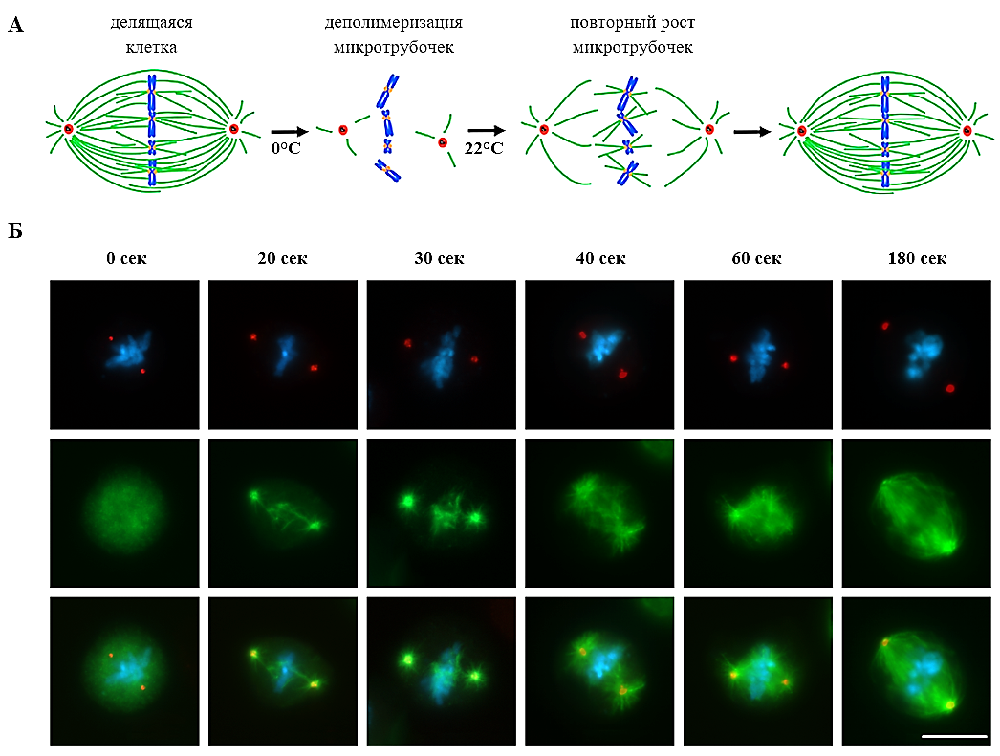 А
делящаяся
клетка
деполимеризация
микротрубочек
повторный рост
микротрубочек
0°C
22°C
Б
0 сек
20 сек
30 сек
40 сек
60 сек
180 сек